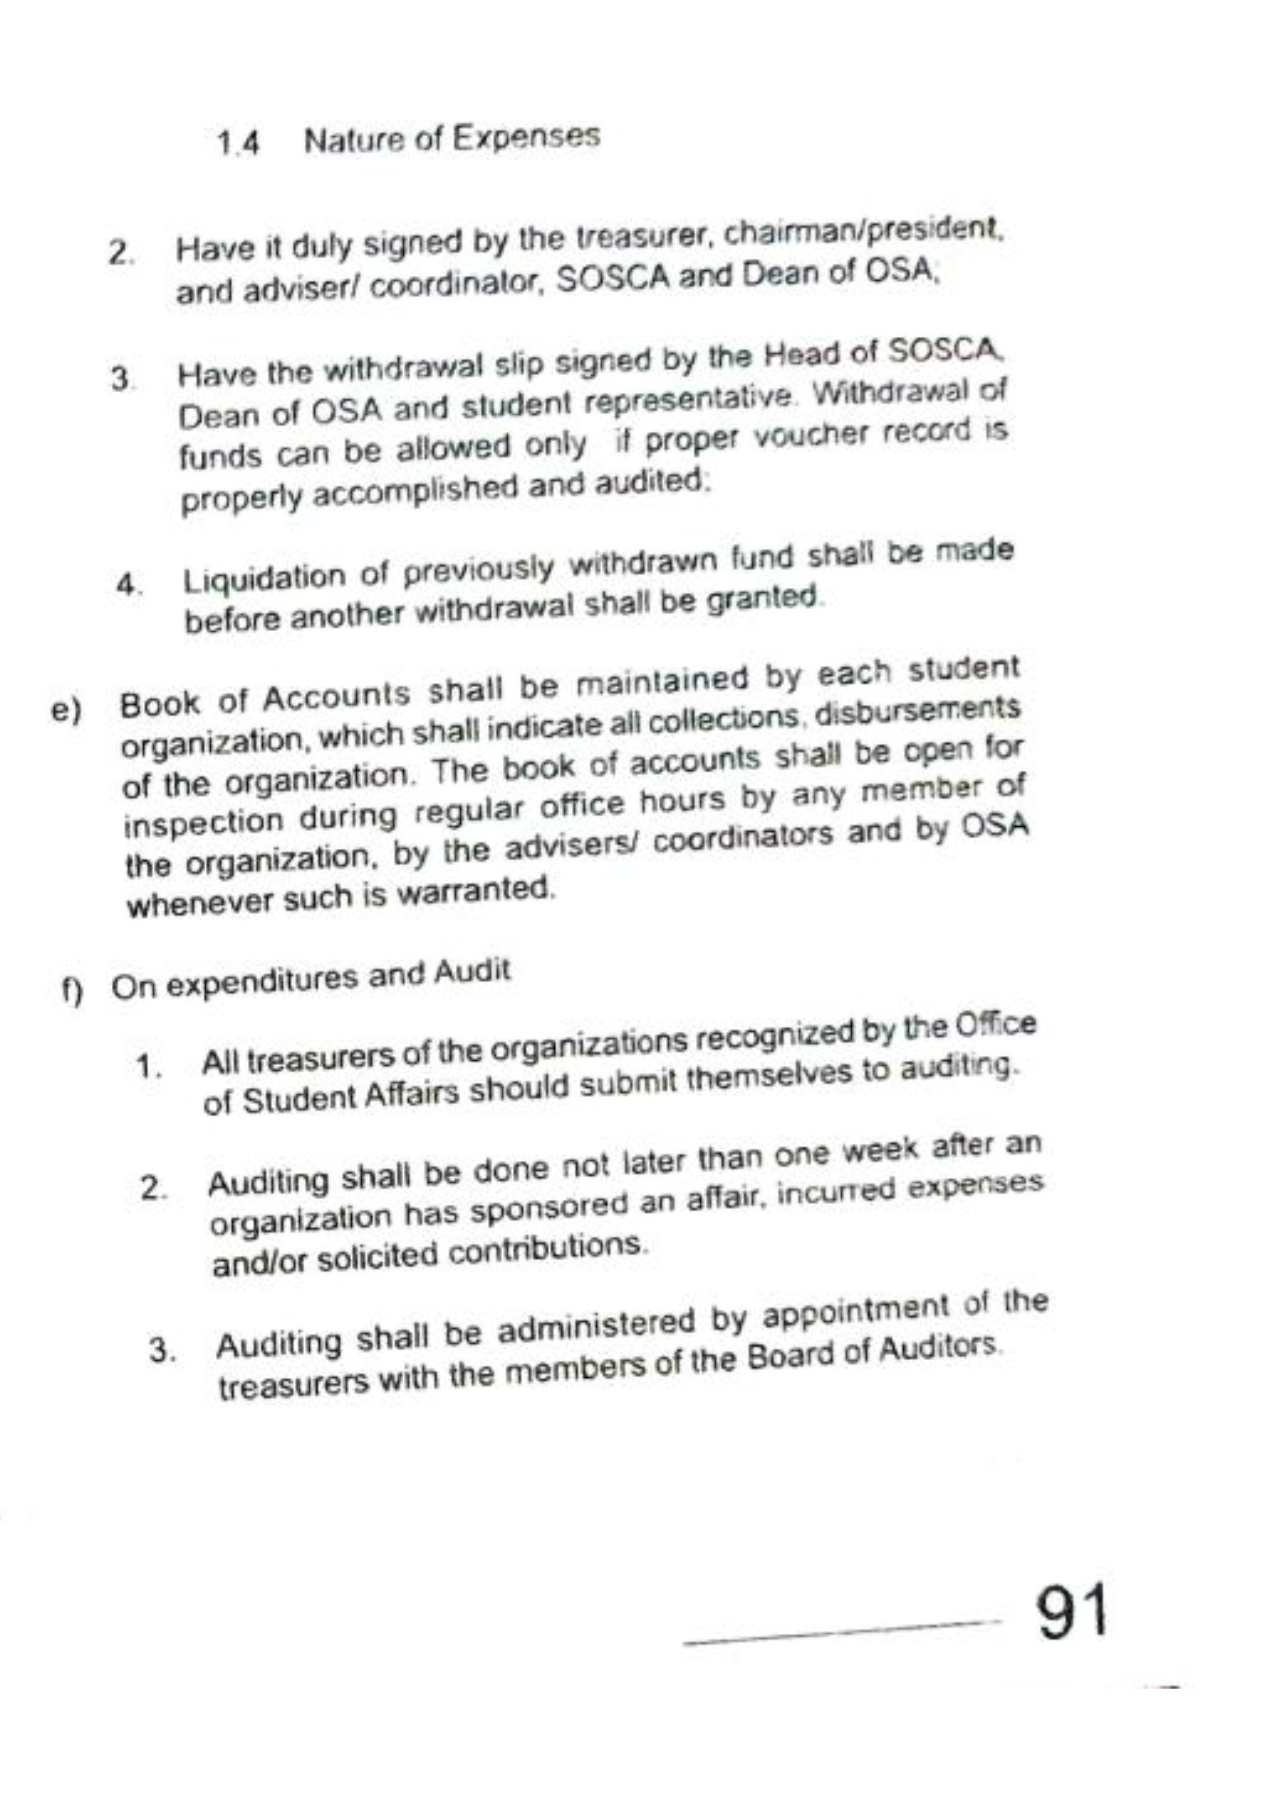 1.4 Nature of Expenses
2. Have it duly signed by the treasurer, chairman/president,
and adviser/ coordinator, SOSCA and Dean of OSA;
3. Have the withdrawal slip signed by the Head of SOSCA,
Dean of OSA and student representative. Withdrawal of
funds can be allowed only if proper voucher record is
properly accomplished and audited;
4. Liquidation of previously withdrawn fund shall be made
before another withdrawal shall be granted.
e) Book of Accounts shall be maintained by each student
organization, which shall indicate all collections, disbursements
of the organization. The book of accounts shall be open for
inspection during regular office hours by any member of
the organization, by the advisers/ coordinators and by OSA
whenever such is warranted.
f) On expenditures and Audit
1. All treasurers of the organizations recognized by the Office
of Student Affairs should submit themselves to auditing.
2. Auditing shall be done not later than one week after an
organization has sponsored an affair, incurred expenses
and/or solicited contributions.
3. Auditing shall be administered by appointment of the
treasurers with the members of the Board of Auditors.
91